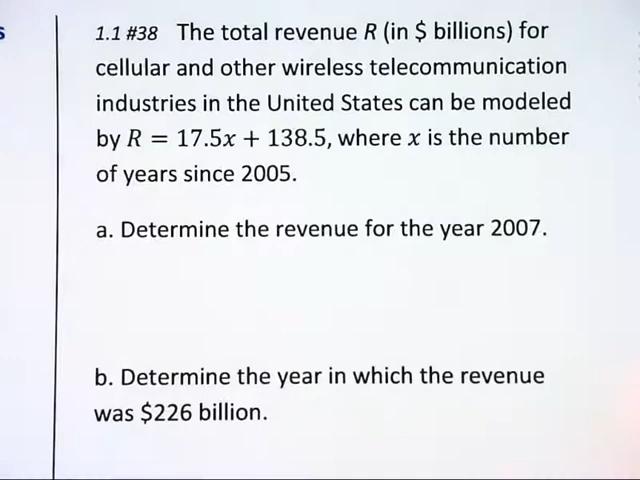 s
1.1 #38 The total revenue R (in $ billions) for
cellular and other wireless telecommunication
industries in the United States can be modeled
by R = 17.5x + 138.5, where x is the number
of years since 2005.
a. Determine the revenue for the year 2007.
b. Determine the year in which the revenue
was $226 billion.